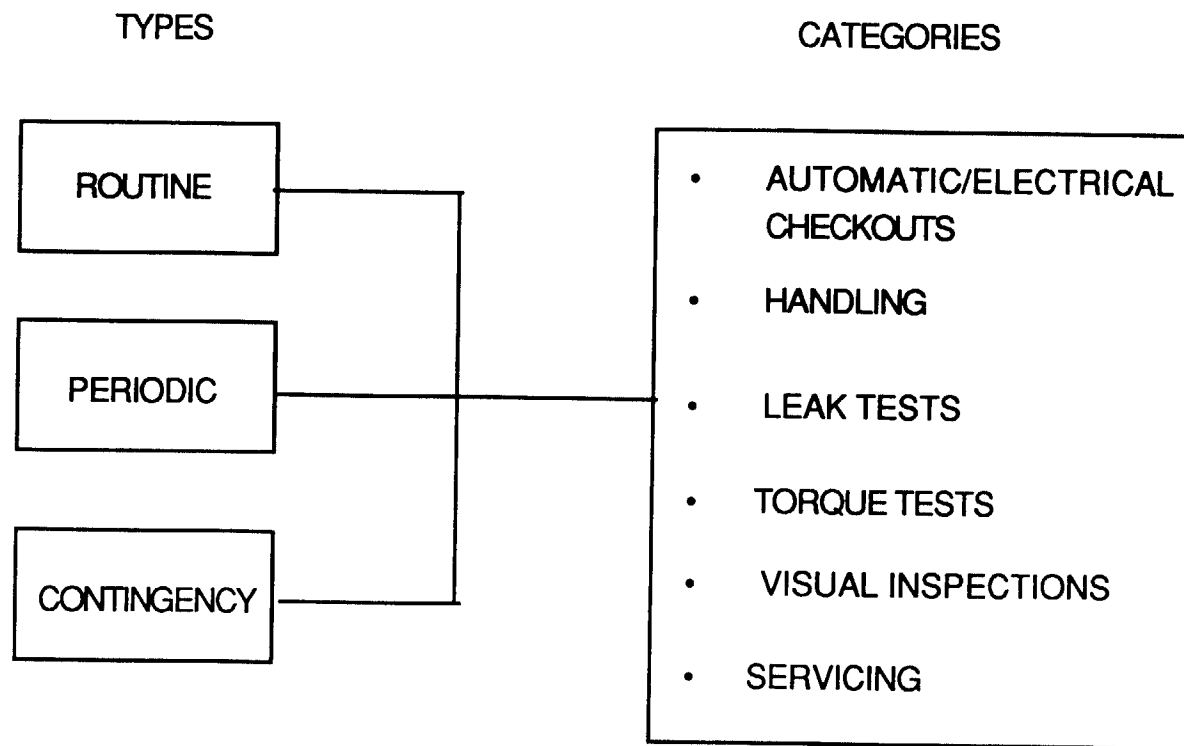 TYPES
CATEGORIES
ROUTINE
PERIODIC
CONTINGENCY
• AUTOMATIC/ELECTRICAL
CHECKOUTS
• HANDLING
• LEAK TESTS
• TORQUE TESTS
• VISUAL INSPECTIONS
• SERVICING